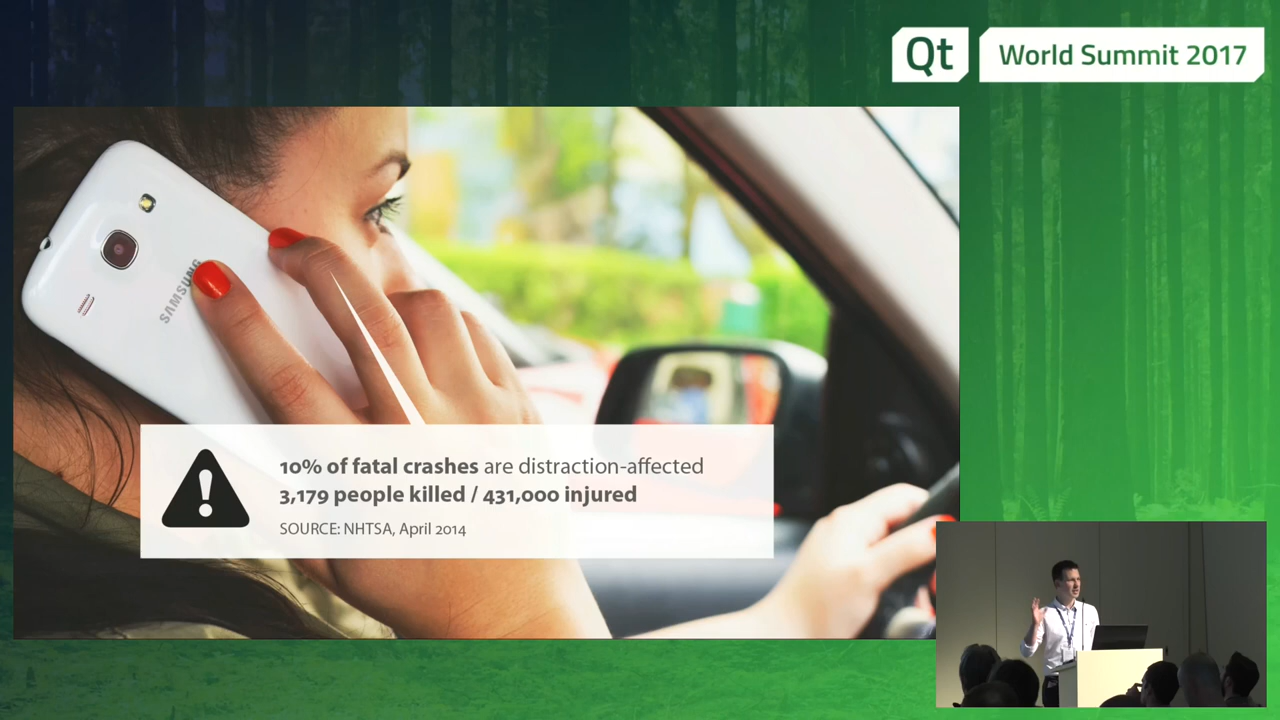 Qt World Summit 2017
SAMSUNG
10% of fatal crashes are distraction-affected
3,179 people killed / 431,000 injured
SOURCE: NHTSA, April 2014